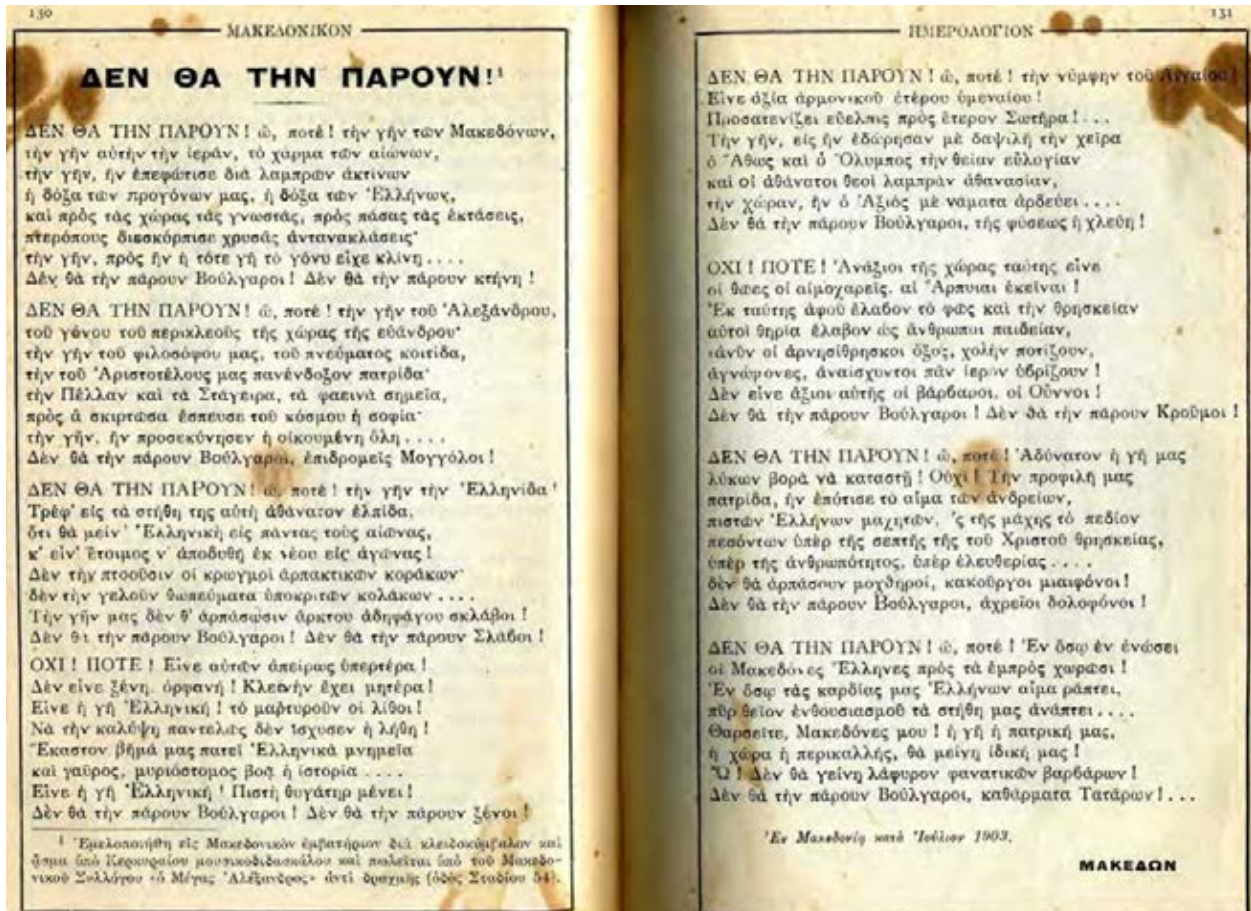 130
ΜΑΚΕΔΟΝΙΚΟΝ
ΔΕΝ ΘΑ ΤΗΝ ΠΑΡΟΥΝ!¹
ΔΕΝ ΘΑ ΤΗΝ ΠΑΡΟΥΝ! ὤ, ποτέ! τὴν γῆν τῶν Μακεδόνων,
τὴν γῆν αὐτὴν τὴν ἱεράν, τὸ χάρμα τῶν αἰώνων,
τὴν γῆν, ἣν ἐπεφώτισε διὰ λαμπρῶν ἀκτίνων
ἡ δόξα τῶν προγόνων μας, ἡ δόξα τῶν Ἑλλήνων,
καὶ πρὸς τὰς χώρας τὰς γνωστάς, πρὸς πάσας τὰς ἐκτάσεις,
πτερόπους διεσκόρπισε χρυσᾶς ἀντανακλάσεις·
τὴν γῆν, πρὸς ἣν ἡ τότε γῆ τὸ γόνυ εἶχε κλίνῃ....
Δὲν θὰ τὴν πάρουν Βούλγαροι! Δὲν θὰ τὴν πάρουν κτήνη!
ΔΕΝ ΘΑ ΤΗΝ ΠΑΡΟΥΝ! ὤ, ποτέ! τὴν γῆν τοῦ Ἀλεξάνδρου,
τοῦ γόνου τοῦ περικλεοῦς τῆς χώρας τῆς εὐάνδρου·
τὴν γῆν τοῦ φιλοσόφου μας, τοῦ πνεύματος κοιτίδα,
τὴν τοῦ Ἀριστοτέλους μας πανένδοξον πατρίδα·
τὴν Πέλλαν καὶ τὰ Στάγειρα, τὰ φαεινὰ σημεῖα,
πρὸς ἃ σκιρτῶσα ἔσπευσε τοῦ κόσμου ἡ σοφία·
τὴν γῆν, ἣν προσεκύνησεν ἡ οἰκουμένη ὅλη....
Δὲν θὰ τὴν πάρουν Βούλγαροι, ἐπιδρομεῖς Μογγόλοι!
ΔΕΝ ΘΑ ΤΗΝ ΠΑΡΟΥΝ! ὤ, ποτέ! τὴν γῆν τὴν Ἑλληνίδα!
Τρέφ' εἰς τὰ στήθη της αὐτὴ ἀθάνατον ἐλπίδα,
ὅτι θὰ μείν' Ἑλληνικὴ εἰς πάντας τοὺς αἰῶνας,
κ' εἶν' ἕτοιμος ν' ἀποδυθῇ ἐκ νέου εἰς ἀγῶνας!
Δὲν τὴν πτοοῦσιν οἱ κρωγμοὶ ἁρπακτικῶν κοράκων·
δὲν τὴν γελοῦν θωπεύματα ὑποκριτῶν κολάκων....
Τὴν γῆν μας δὲν θ' ἁρπάσωσιν ἄρκτου ἀδηφάγου σκλάβοι!
Δὲν θὰ τὴν πάρουν Βούλγαροι! Δὲν θὰ τὴν πάρουν Σλάβοι!
ΟΧΙ! ΠΟΤΕ! Εἶνε αὐτῶν ἀπείρως ὑπερτέρα!
Δὲν εἶνε ξένη, ὀρφανή! Κλεινὴν ἔχει μητέρα!
Εἶνε ἡ γῆ Ἑλληνική! τὸ μαρτυροῦν οἱ λίθοι!
Νὰ τὴν καλύψῃ παντελῶς δὲν ἴσχυσεν ἡ λήθη!
Ἕκαστον βῆμά μας πατεῖ Ἑλληνικὰ μνημεῖα
καὶ γαῦρος, μυριόστομος βοᾷ ἡ ἱστορία....
Εἶνε ἡ γῆ Ἑλληνική! Πιστὴ θυγάτηρ μένει!
Δὲν θὰ τὴν πάρουν Βούλγαροι! Δὲν θὰ τὴν πάρουν ξένοι!
¹ Ἐμελοποιήθη εἰς Μακεδονικὸν ἐμβατήριον διὰ κλειδοκύμβαλον καὶ
ᾆσμα ὑπὸ Κερκυραίου μουσικοδιδασκάλου καὶ πωλεῖται ὑπὸ τοῦ Μακεδο-
νικοῦ Συλλόγου «ὁ Μέγας Ἀλέξανδρος» ἀντὶ δραχμῆς (ὁδὸς Σταδίου 54).
131
ΗΜΕΡΟΛΟΓΙΟΝ
ΔΕΝ ΘΑ ΤΗΝ ΠΑΡΟΥΝ! ὤ, ποτέ! τὴν νύμφην τοῦ Αἰγαίου!
Εἶνε ἀξία ἁρμονικοῦ ἑτέρου ὑμεναίου!
Προσατενίζει εὔελπις πρὸς ἕτερον Σωτῆρα!...
Τὴν γῆν, εἰς ἣν ἐδώρησαν μὲ δαψιλῆ τὴν χεῖρα
ὁ Ἄθως καὶ ὁ Ὄλυμπος τὴν θείαν εὐλογίαν
καὶ οἱ ἀθάνατοι θεοὶ λαμπρὰν ἀθανασίαν,
τὴν χώραν, ἣν ὁ Ἀξιὸς μὲ νάματα ἀρδεύει....
Δὲν θὰ τὴν πάρουν Βούλγαροι, τῆς φύσεως ἡ χλεύη!
ΟΧΙ! ΠΟΤΕ! Ἀνάξιοι τῆς χώρας ταύτης εἶνε
οἱ θῶες οἱ αἱμοχαρεῖς, αἱ Ἅρπυιαι ἐκεῖναι!
Ἐκ ταύτης ἀφοῦ ἔλαβον τὸ φῶς καὶ τὴν θρησκείαν
αὐτοὶ θηρία ἔλαβον ὡς ἄνθρωποι παιδείαν,
τανῦν οἱ ἀρνησίθρησκοι ὄξος, χολὴν ποτίζουν,
ἀγνώμονες, ἀναίσχυντοι πᾶν ἱερὸν ὑβρίζουν!
Δὲν εἶνε ἄξιοι αὐτῆς οἱ βάρβαροι, οἱ Οὖννοι!
Δὲν θὰ τὴν πάρουν Βούλγαροι! Δὲν θὰ τὴν πάρουν Κροῦμοι!
ΔΕΝ ΘΑ ΤΗΝ ΠΑΡΟΥΝ! ὤ, ποτέ! Ἀδύνατον ἡ γῆ μας
λύκων βορὰ νὰ καταστῇ! Οὐχί! Τὴν προφιλῆ μας
πατρίδα, ἣν ἐπότισε τὸ αἷμα τῶν ἀνδρείων,
πιστῶν Ἑλλήνων μαχητῶν, 'ς τῆς μάχης τὸ πεδίον
πεσόντων ὑπὲρ τῆς σεπτῆς τῆς τοῦ Χριστοῦ θρησκείας,
ὑπὲρ τῆς ἀνθρωπότητος, ὑπὲρ ἐλευθερίας....
δὲν θὰ ἁρπάσουν μοχθηροί, κακοῦργοι μιαιφόνοι!
Δὲν θὰ τὴν πάρουν Βούλγαροι, ἀχρεῖοι δολοφόνοι!
ΔΕΝ ΘΑ ΤΗΝ ΠΑΡΟΥΝ! ὤ, ποτέ! Ἐν ὅσῳ ἐν ἑνώσει
οἱ Μακεδόνες Ἕλληνες πρὸς τὰ ἐμπρὸς χωρῶσι!
Ἐν ὅσῳ τὰς καρδίας μας Ἑλλήνων αἷμα ράπτει,
πῦρ θεῖον ἐνθουσιασμοῦ τὰ στήθη μας ἀνάπτει....
Θαρσεῖτε, Μακεδόνες μου! ἡ γῆ ἡ πατρική μας,
ἡ χώρα ἡ περικαλλής, θὰ μείνῃ ἰδική μας!
Ὤ! Δὲν θὰ γείνῃ λάφυρον φανατικῶν βαρβάρων!
Δὲν θὰ τὴν πάρουν Βούλγαροι, καθάρματα Τατάρων!...
Ἐν Μακεδονίᾳ κατὰ Ἰούλιον 1903.
ΜΑΚΕΔΩΝ